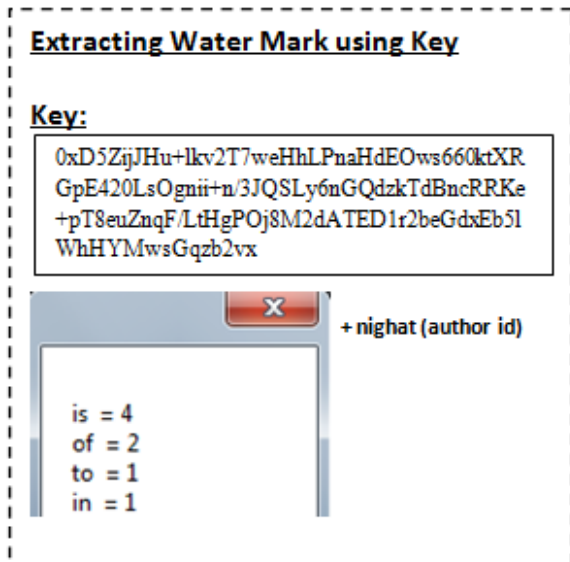 Extracting Water Mark using Key
Key:
0xD5ZijJHu+lkv2T7weHhLPnaHdEOws660ktXR
GpE420LsOgnii+n/3JQSLy6nGQdzkTdBncRRKe
+pT8euZnqF/LtHgPOj8M2dATED1r2beGdxEb5l
WhHYMwsGqzb2vx
+ nighat (author id)
is = 4
of = 2
to = 1
in = 1